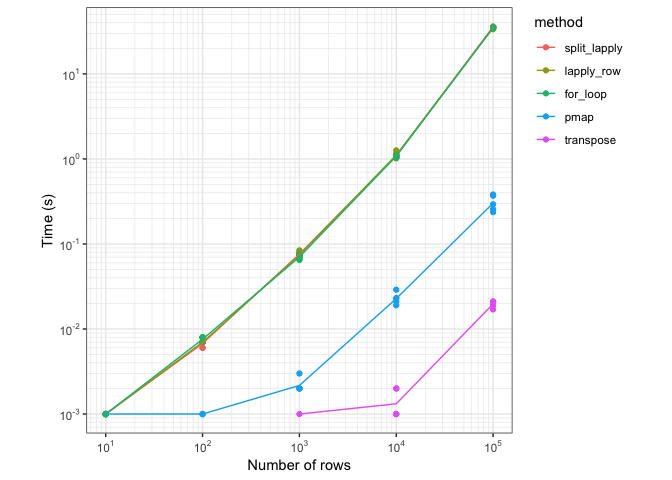 method
split_lapply
lapply_row
for_loop
pmap
transpose
Time (s)
10¹
10⁰
10⁻¹
10⁻²
10⁻³
10¹ 10² 10³ 10⁴ 10⁵
Number of rows